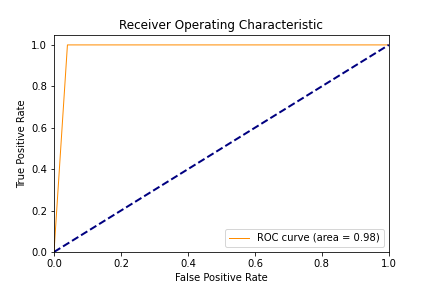 Receiver Operating Characteristic
True Positive Rate
1.0
0.8
0.6
0.4
0.2
0.0
ROC curve (area = 0.98)
0.0 0.2 0.4 0.6 0.8 1.0
False Positive Rate